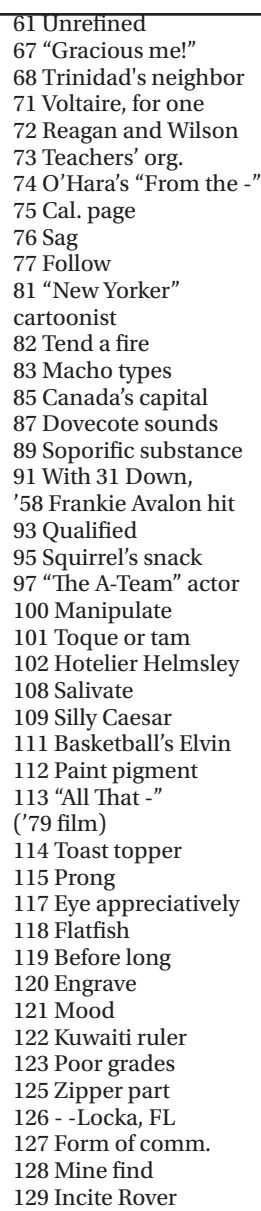 61 Unrefined
67 “Gracious me!”
68 Trinidad's neighbor
71 Voltaire, for one
72 Reagan and Wilson
73 Teachers’ org.
74 O’Hara’s “From the -”
75 Cal. page
76 Sag
77 Follow
81 “New Yorker”
cartoonist
82 Tend a fire
83 Macho types
85 Canada’s capital
87 Dovecote sounds
89 Soporific substance
91 With 31 Down,
’58 Frankie Avalon hit
93 Qualified
95 Squirrel’s snack
97 “The A-Team” actor
100 Manipulate
101 Toque or tam
102 Hotelier Helmsley
108 Salivate
109 Silly Caesar
111 Basketball’s Elvin
112 Paint pigment
113 “All That -”
(’79 film)
114 Toast topper
115 Prong
117 Eye appreciatively
118 Flatfish
119 Before long
120 Engrave
121 Mood
122 Kuwaiti ruler
123 Poor grades
125 Zipper part
126 - -Locka, FL
127 Form of comm.
128 Mine find
129 Incite Rover